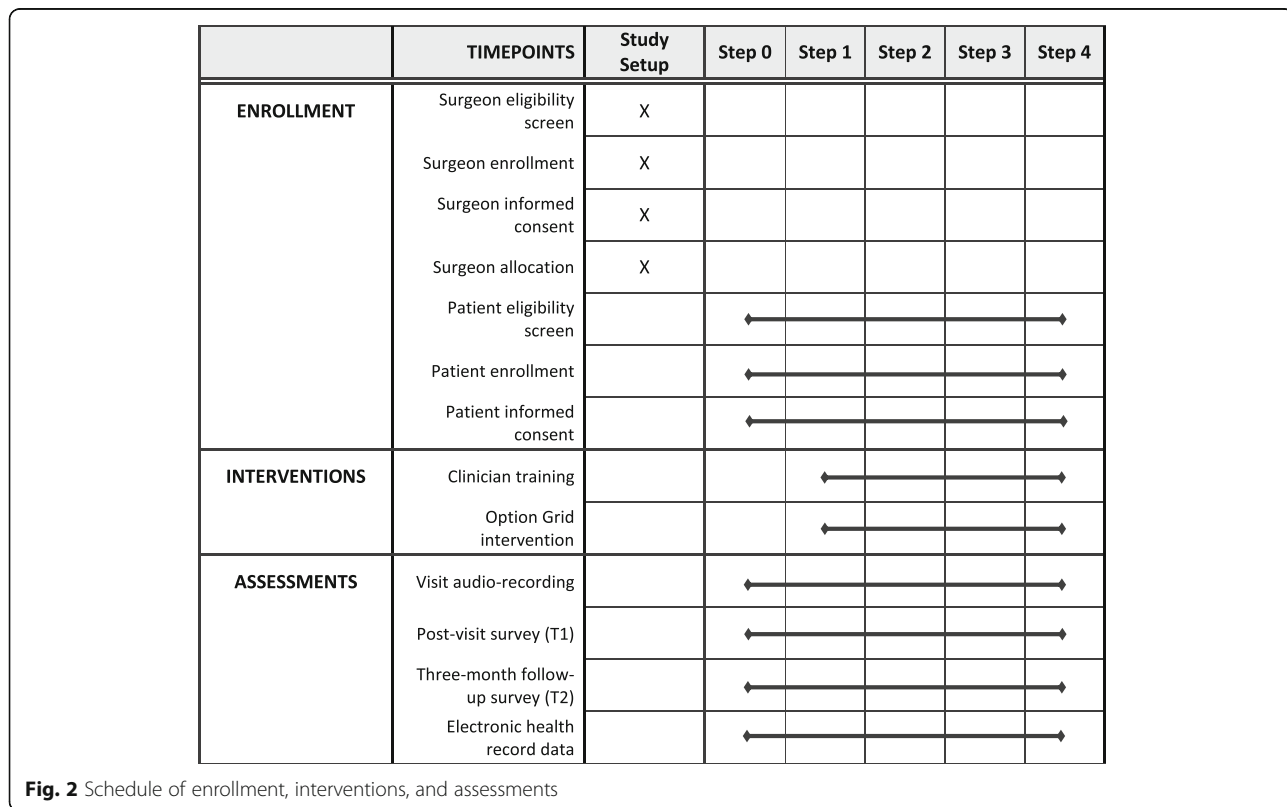 TIMEPOINTS
Study
Setup
Step 0
Step 1
Step 2
Step 3
Step 4
ENROLLMENT
Surgeon eligibility
screen
X
Surgeon enrollment
X
Surgeon informed
consent
X
Surgeon allocation
X
Patient eligibility
screen
Patient enrollment
Patient informed
consent
INTERVENTIONS
Clinician training
Option Grid
intervention
ASSESSMENTS
Visit audio-recording
Post-visit survey (T1)
Three-month follow-
up survey (T2)
Electronic health
record data
Fig. 2 Schedule of enrollment, interventions, and assessments